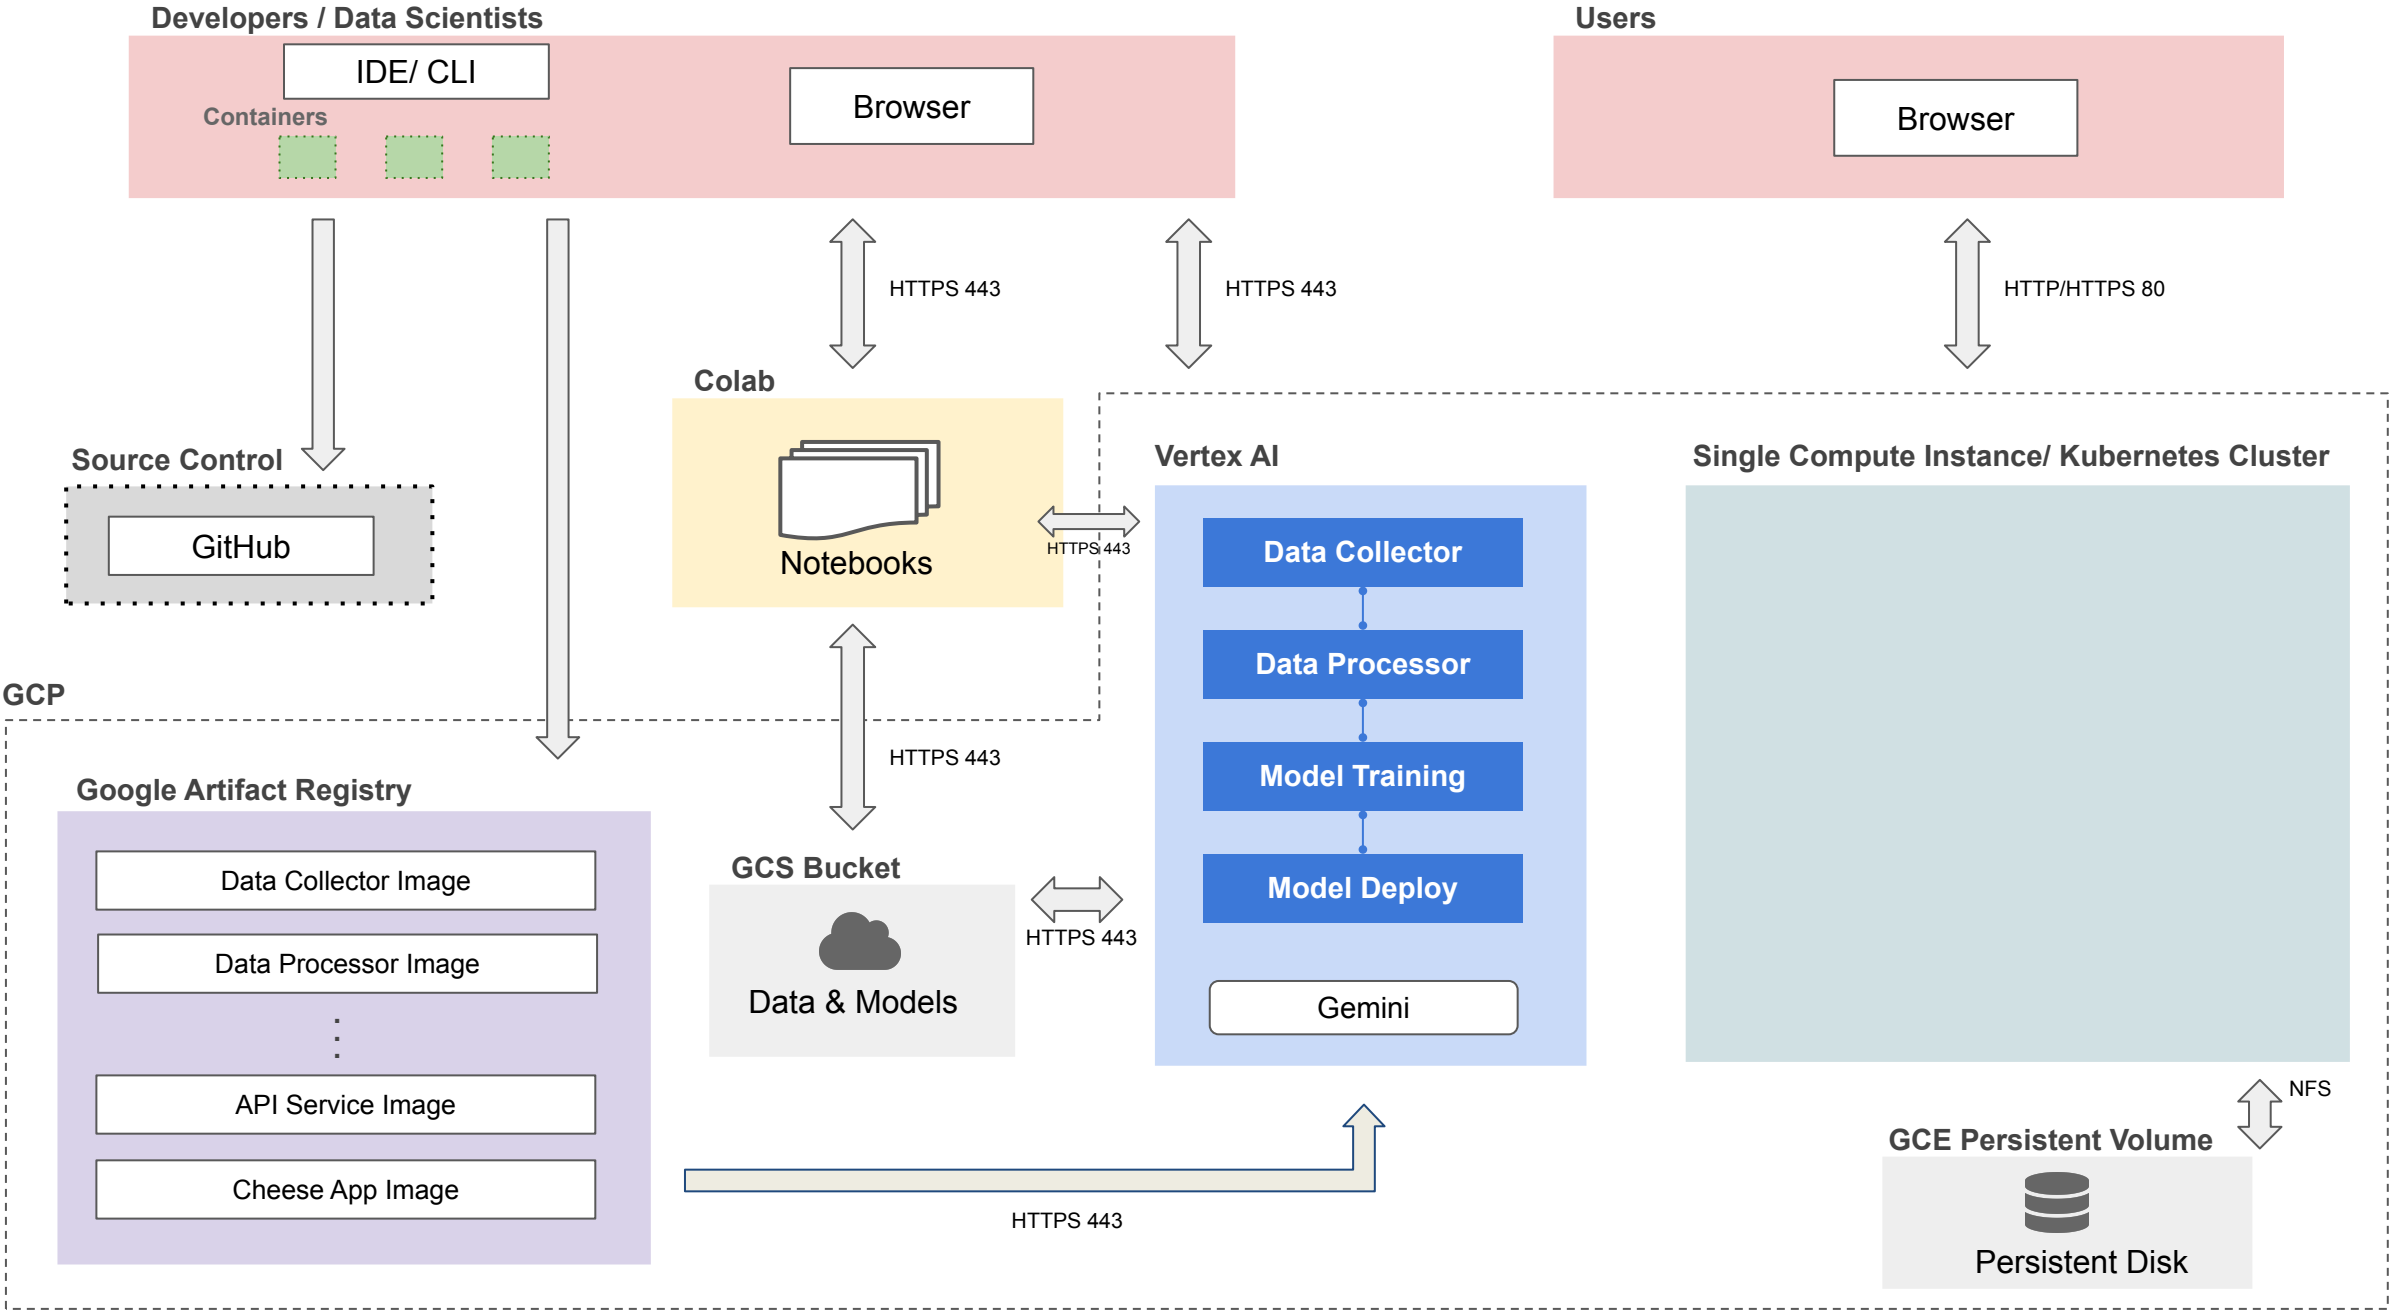 Developers / Data Scientists
Users
IDE/ CLI
Containers
Browser
Browser
HTTPS 443
HTTPS 443
HTTP/HTTPS 80
Colab
Source Control
Vertex AI
Single Compute Instance/ Kubernetes Cluster
GitHub
Notebooks
HTTPS 443
Data Collector
Data Processor
GCP
HTTPS 443
Model Training
Google Artifact Registry
GCS Bucket
Data Collector Image
Model Deploy
HTTPS 443
Data Processor Image
Data & Models
Gemini
API Service Image
NFS
GCE Persistent Volume
Cheese App Image
HTTPS 443
Persistent Disk